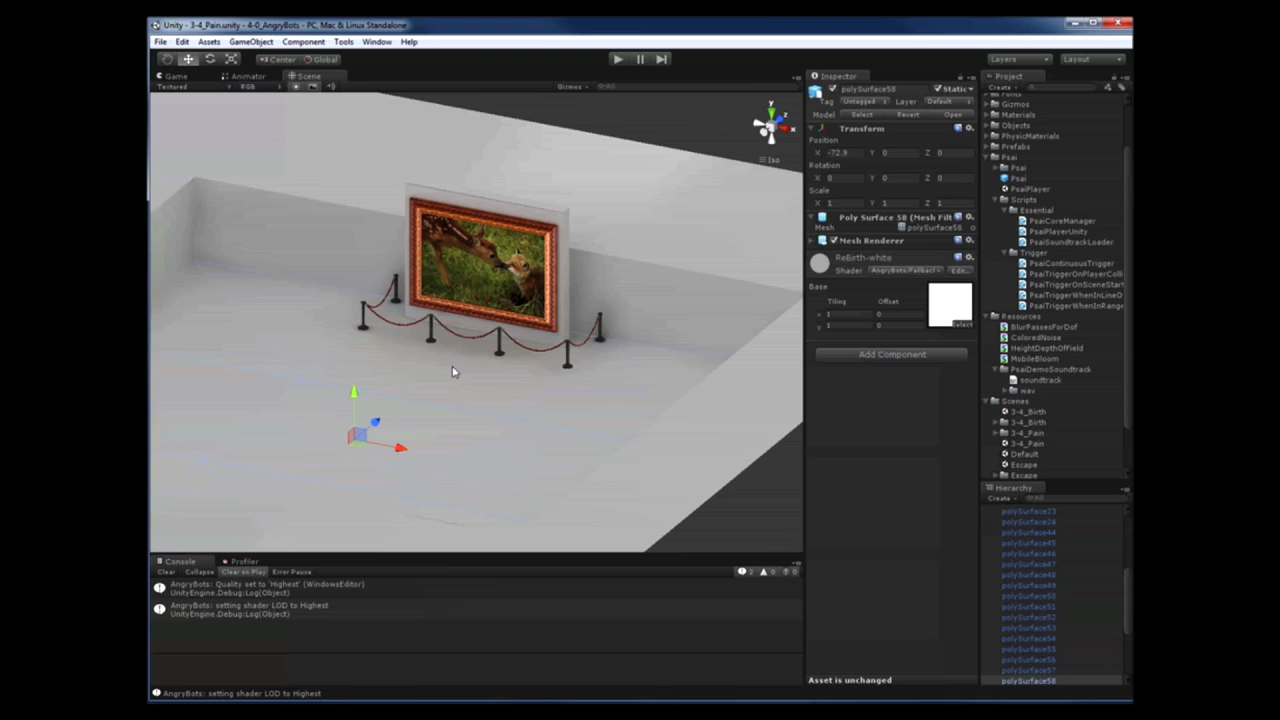 Unity - 3-4_Pain.unity - 4-0_AngryBots - PC, Mac & Linux Standalone
File Edit Assets GameObject Component Tools Window Help
Center Global
Layers Layout
Game Animator Scene
Textured RGB Gizmos All
y
z
x
Iso
Inspector
polySurface58 Static
Tag Untagged Layer Default
Model Select Revert Open
Transform
Position
X -72.9 Y 0 Z 0
Rotation
X 0 Y 0 Z 0
Scale
X 1 Y 1 Z 1
Poly Surface 58 (Mesh Filt
Mesh polySurface58
Mesh Renderer
ReBirth-white
Shader AngryBots/Fallbacl Edit...
Base
Tiling Offset
x 1 0
y 1 0
Select
Add Component
Asset is unchanged
Project
Create
Gizmos
Materials
Objects
PhysicMaterials
Prefabs
Psai
Psai
Psai
PsaiPlayer
Scripts
Essential
PsaiCoreManager
PsaiPlayerUnity
PsaiSoundtrackLoader
Trigger
PsaiContinuousTrigger
PsaiTriggerOnPlayerColli
PsaiTriggerOnSceneStart
PsaiTriggerWhenInLineO
PsaiTriggerWhenInRange
Resources
BlurPassesForDof
ColoredNoise
HeightDepthOfField
MobileBloom
PsaiDemoSoundtrack
soundtrack
wav
Scenes
3-4_Birth
3-4_Birth
3-4_Pain
3-4_Pain
Default
Escape
Escape
Hierarchy
Create All
polySurface23
polySurface24
polySurface44
polySurface45
polySurface46
polySurface47
polySurface48
polySurface49
polySurface50
polySurface51
polySurface52
polySurface53
polySurface54
polySurface55
polySurface56
polySurface57
polySurface58
Console Profiler
Clear Collapse Clear on Play Error Pause 2 0 0
AngryBots: Quality set to 'Highest' (WindowsEditor)
UnityEngine.Debug:Log(Object)
AngryBots: setting shader LOD to Highest
UnityEngine.Debug:Log(Object)
AngryBots: setting shader LOD to Highest